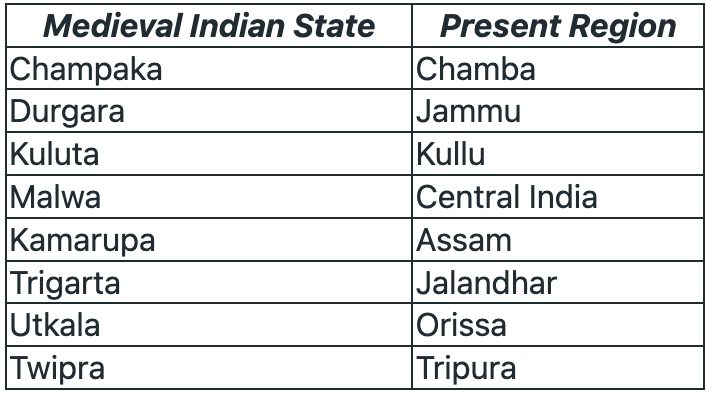 Medieval Indian State Present Region
Champaka Chamba
Durgara Jammu
Kuluta Kullu
Malwa Central India
Kamarupa Assam
Trigarta Jalandhar
Utkala Orissa
Twipra Tripura